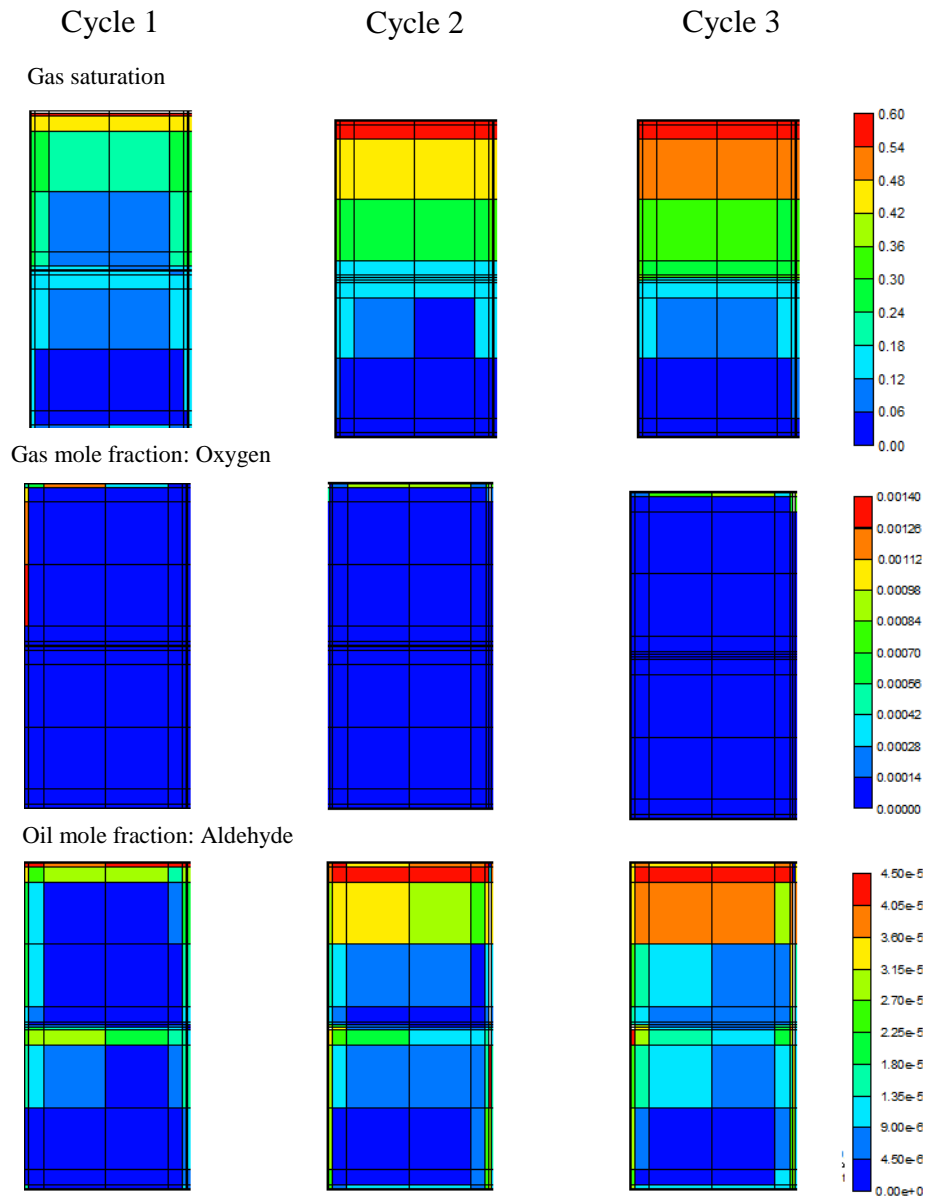 Cycle 1
Cycle 2
Cycle 3
Gas saturation
0.60
0.54
0.48
0.42
0.36
0.30
0.24
0.18
0.12
0.06
0.00
Gas mole fraction: Oxygen
0.00140
0.00126
0.00112
0.00098
0.00084
0.00070
0.00056
0.00042
0.00028
0.00014
0.00000
Oil mole fraction: Aldehyde
4.50e-5
4.05e-5
3.60e-5
3.15e-5
2.70e-5
2.25e-5
1.80e-5
1.35e-5
9.00e-6
4.50e-6
0.00e+0